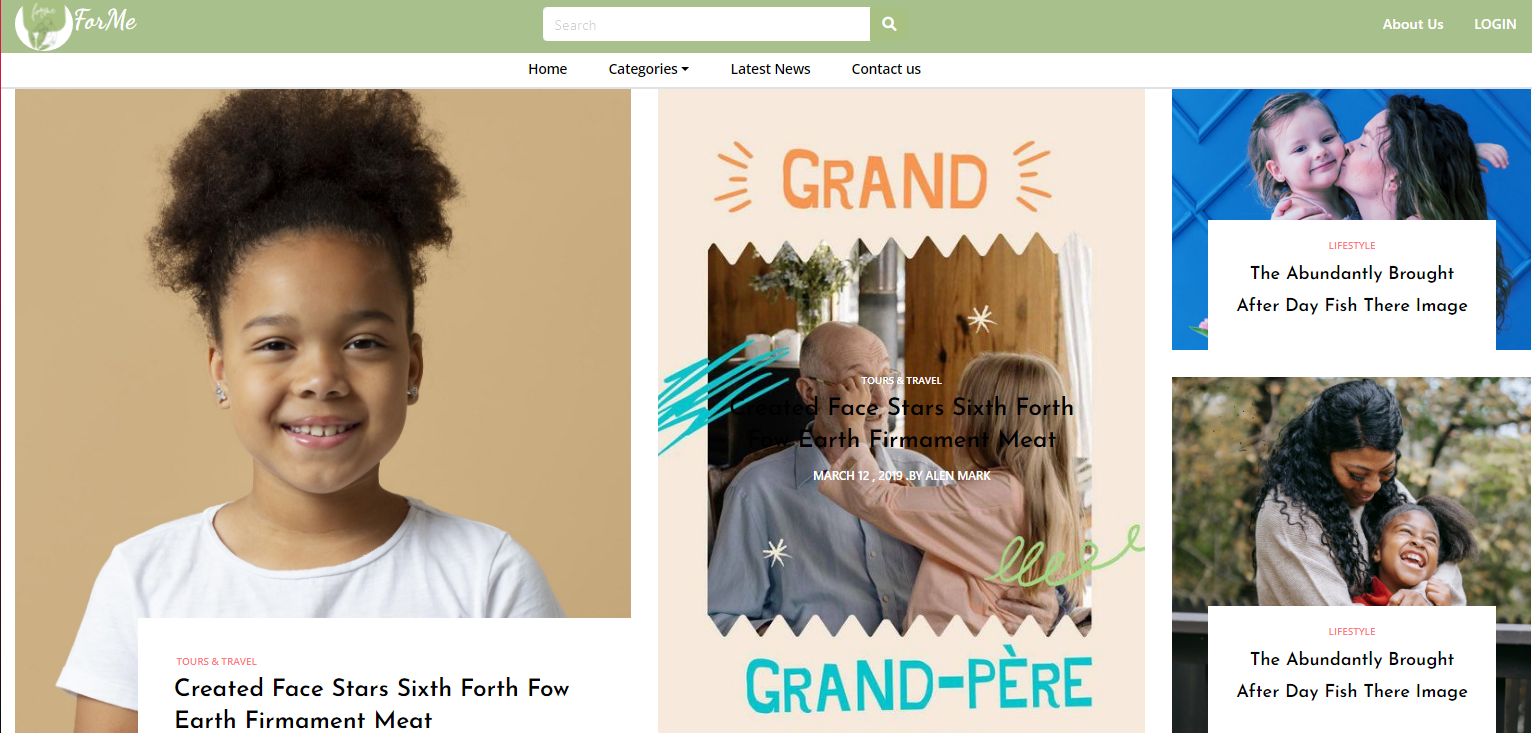 ForMe
Search
About Us
LOGIN
Home
Categories
Latest News
Contact us
TOURS & TRAVEL
Created Face Stars Sixth Forth Fow
Earth Firmament Meat
GRAND
TOURS & TRAVEL
Created Face Stars Sixth Forth
Fow Earth Firmament Meat
MARCH 12 , 2019 .BY ALEN MARK
GRAND-PÈRE
LIFESTYLE
The Abundantly Brought
After Day Fish There Image
LIFESTYLE
The Abundantly Brought
After Day Fish There Image